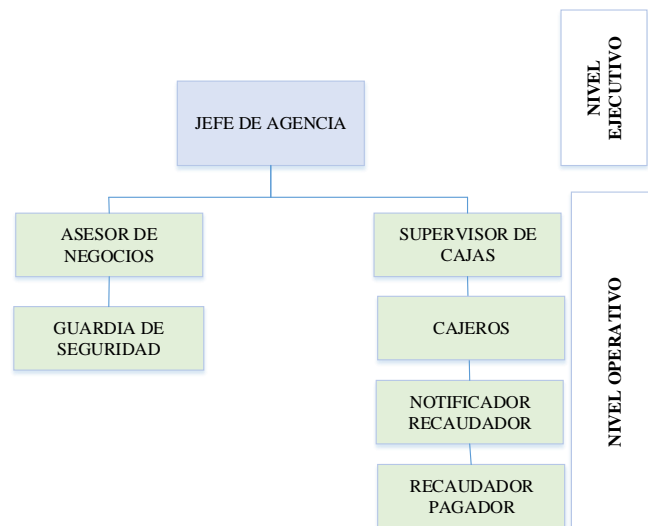 NIVEL
EJECUTIVO
JEFE DE AGENCIA
ASESOR DE
NEGOCIOS
SUPERVISOR DE
CAJAS
GUARDIA DE
SEGURIDAD
CAJEROS
NOTIFICADOR
RECAUDADOR
RECAUDADOR
PAGADOR
NIVEL OPERATIVO